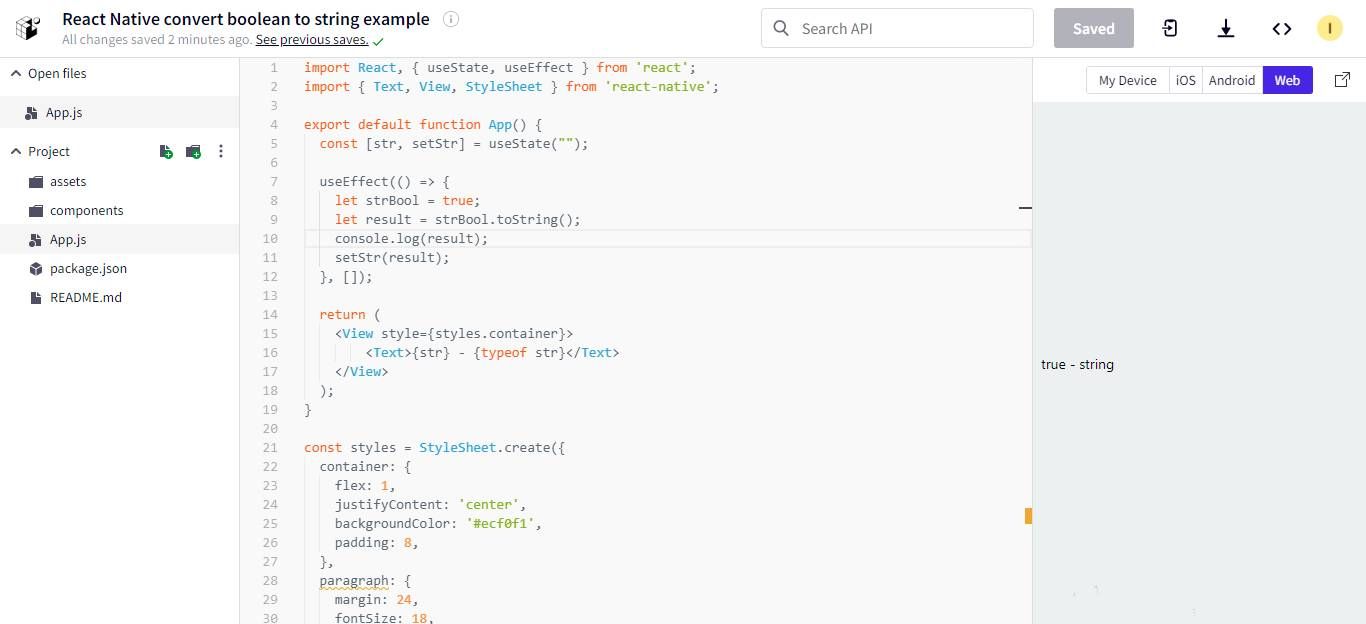 React Native convert boolean to string example
All changes saved 2 minutes ago. See previous saves.
Search API
Saved
I
Open files
App.js
Project
assets
components
App.js
package.json
README.md
1 import React, { useState, useEffect } from 'react';
2 import { Text, View, StyleSheet } from 'react-native';
3
4 export default function App() {
5 const [str, setStr] = useState("");
6
7 useEffect(() => {
8 let strBool = true;
9 let result = strBool.toString();
10 console.log(result);
11 setStr(result);
12 }, []);
13
14 return (
15 <View style={styles.container}>
16 <Text>{str} - {typeof str}</Text>
17 </View>
18 );
19 }
20
21 const styles = StyleSheet.create({
22 container: {
23 flex: 1,
24 justifyContent: 'center',
25 backgroundColor: '#ecf0f1',
26 padding: 8,
27 },
28 paragraph: {
29 margin: 24,
30 fontSize: 18,
My Device iOS Android Web
true - string